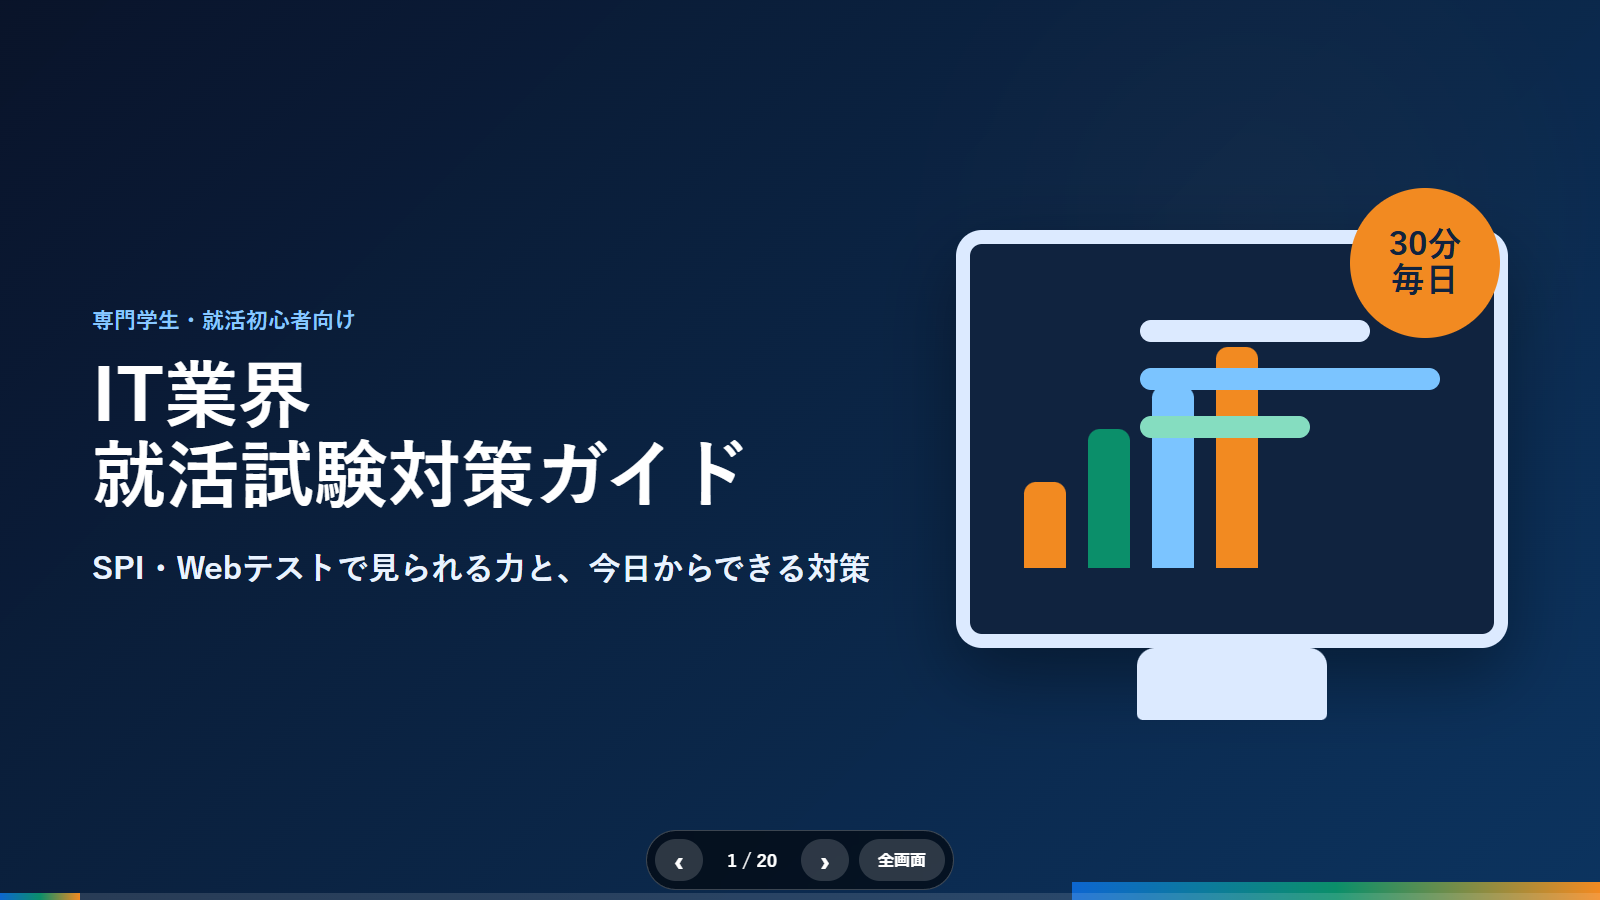 専門学生・就活初心者向け
IT業界
就活試験対策ガイド
SPI・Webテストで見られる力と、今日からできる対策
30分
毎日
‹ 1 / 20 › 全画面